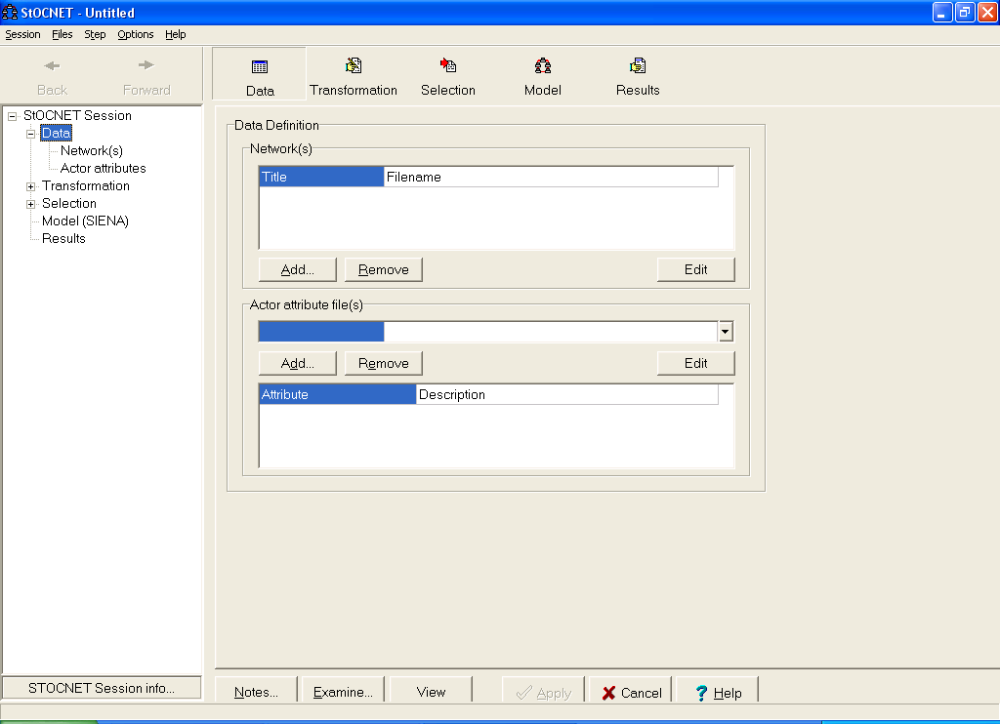 StOCNET - Untitled
Session Files Step Options Help
Back Forward
Data Transformation Selection Model Results
StOCNET Session
Data
Network(s)
Actor attributes
Transformation
Selection
Model (SIENA)
Results
Data Definition
Network(s)
Title Filename
Add... Remove Edit
Actor attribute file(s)
Add... Remove Edit
Attribute Description
STOCNET Session info...
Notes... Examine... View Apply Cancel Help